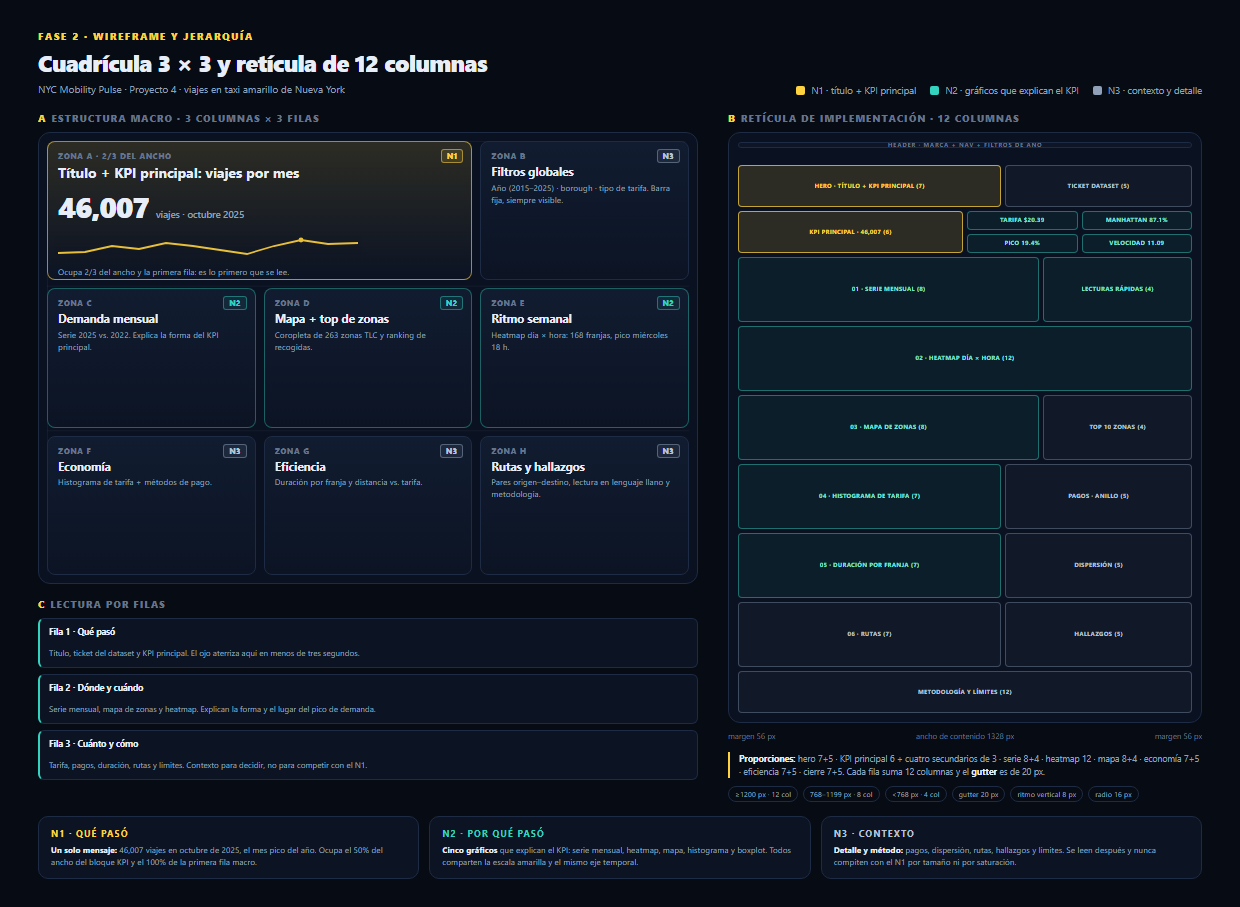 FASE 2 · WIREFRAME Y JERARQUÍA
Cuadrícula 3 × 3 y retícula de 12 columnas
NYC Mobility Pulse · Proyecto 4 · viajes en taxi amarillo de Nueva York
N1 · título + KPI principal
N2 · gráficos que explican el KPI
N3 · contexto y detalle
A ESTRUCTURA MACRO · 3 COLUMNAS × 3 FILAS
ZONA A · 2/3 DEL ANCHO
N1
Título + KPI principal: viajes por mes
46,007 viajes · octubre 2025
Ocupa 2/3 del ancho y la primera fila: es lo primero que se lee.
ZONA B
N3
Filtros globales
Año (2015–2025) · borough · tipo de tarifa. Barra
fija, siempre visible.
ZONA C
N2
Demanda mensual
Serie 2025 vs. 2022. Explica la forma del KPI
principal.
ZONA D
N2
Mapa + top de zonas
Coropleta de 263 zonas TLC y ranking de
recogidas.
ZONA E
N2
Ritmo semanal
Heatmap día × hora: 168 franjas, pico miércoles
18 h.
ZONA F
N3
Economía
Histograma de tarifa + métodos de pago.
ZONA G
N3
Eficiencia
Duración por franja y distancia vs. tarifa.
ZONA H
N3
Rutas y hallazgos
Pares origen–destino, lectura en lenguaje llano y
metodología.
C LECTURA POR FILAS
Fila 1 · Qué pasó
Título, ticket del dataset y KPI principal. El ojo aterriza aquí en menos de tres segundos.
Fila 2 · Dónde y cuándo
Serie mensual, mapa de zonas y heatmap. Explican la forma y el lugar del pico de demanda.
Fila 3 · Cuánto y cómo
Tarifa, pagos, duración, rutas y límites. Contexto para decidir, no para competir con el N1.
B RETÍCULA DE IMPLEMENTACIÓN · 12 COLUMNAS
HEADER · MARCA + NAV + FILTROS DE AÑO
HERO · TÍTULO + KPI PRINCIPAL (7)
TICKET DATASET (5)
KPI PRINCIPAL · 46,007 (6)
TARIFA $20.39
MANHATTAN 87.1%
PICO 19.4%
VELOCIDAD 11.09
01 · SERIE MENSUAL (8)
LECTURAS RÁPIDAS (4)
02 · HEATMAP DÍA × HORA (12)
03 · MAPA DE ZONAS (8)
TOP 10 ZONAS (4)
04 · HISTOGRAMA DE TARIFA (7)
PAGOS · ANILLO (5)
05 · DURACIÓN POR FRANJA (7)
DISPERSIÓN (5)
06 · RUTAS (7)
HALLAZGOS (5)
METODOLOGÍA Y LÍMITES (12)
margen 56 px
ancho de contenido 1328 px
margen 56 px
Proporciones: hero 7+5 · KPI principal 6 + cuatro secundarios de 3 · serie 8+4 · heatmap 12 · mapa 8+4 · economía 7+5
· eficiencia 7+5 · cierre 7+5. Cada fila suma 12 columnas y el gutter es de 20 px.
≥1200 px · 12 col
768–1199 px · 8 col
<768 px · 4 col
gutter 20 px
ritmo vertical 8 px
radio 16 px
N1 · QUÉ PASÓ
Un solo mensaje: 46,007 viajes en octubre de 2025, el mes pico del año. Ocupa el 50% del
ancho del bloque KPI y el 100% de la primera fila macro.
N2 · POR QUÉ PASÓ
Cinco gráficos que explican el KPI: serie mensual, heatmap, mapa, histograma y boxplot. Todos
comparten la escala amarilla y el mismo eje temporal.
N3 · CONTEXTO
Detalle y método: pagos, dispersión, rutas, hallazgos y límites. Se leen después y nunca
compiten con el N1 por tamaño ni por saturación.